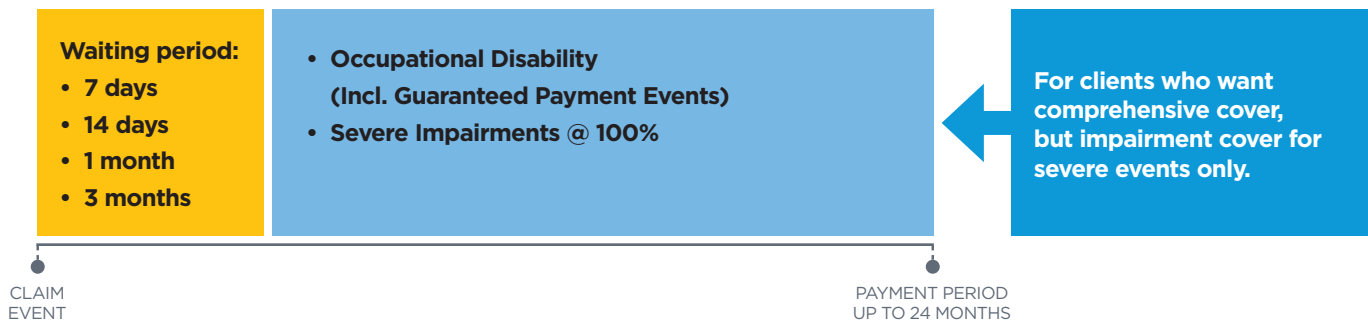 Waiting period:
• 7 days
• 14 days
• 1 month
• 3 months
• Occupational Disability
(Incl. Guaranteed Payment Events)
• Severe Impairments @ 100%
For clients who want
comprehensive cover,
but impairment cover for
severe events only.
CLAIM
EVENT
PAYMENT PERIOD
UP TO 24 MONTHS